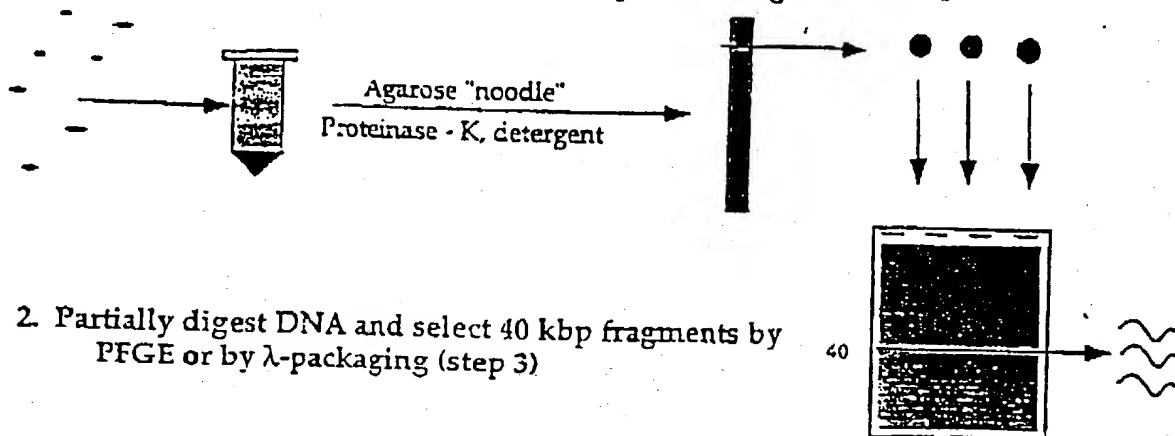 Agarose "noodle"
Proteinase - K, detergent
2. Partially digest DNA and select 40 kbp fragments by
PFGE or by λ-packaging (step 3)
40